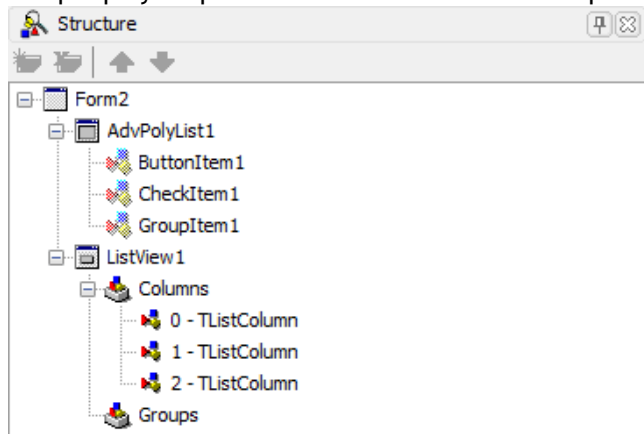 Structure
Form2
AdvPolyList1
ButtonItem1
CheckItem1
GroupItem1
ListView1
Columns
0 - TListColumn
1 - TListColumn
2 - TListColumn
Groups